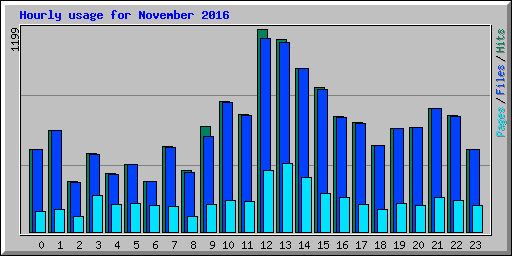 Hourly usage for November 2016
1199
Pages/Files/Hits
0 1 2 3 4 5 6 7 8 9 10 11 12 13 14 15 16 17 18 19 20 21 22 23